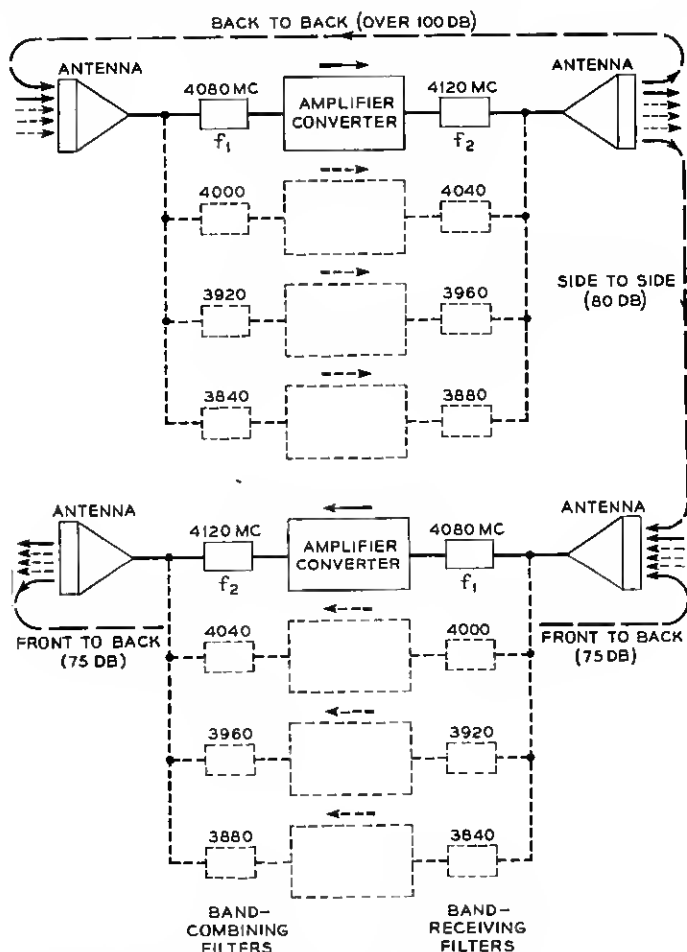 BACK TO BACK (OVER 100 DB)
ANTENNA
ANTENNA
4080 MC
AMPLIFIER
CONVERTER
4120 MC
f1
f2
4000
4040
3920
3960
SIDE TO SIDE
(80 DB)
3840
3880
ANTENNA
ANTENNA
4120 MC
AMPLIFIER
CONVERTER
4080 MC
f2
f1
FRONT TO BACK
(75 DB)
FRONT TO BACK
(75 DB)
4040
4000
3960
3920
3880
3840
BAND-
COMBINING
FILTERS
BAND-
RECEIVING
FILTERS